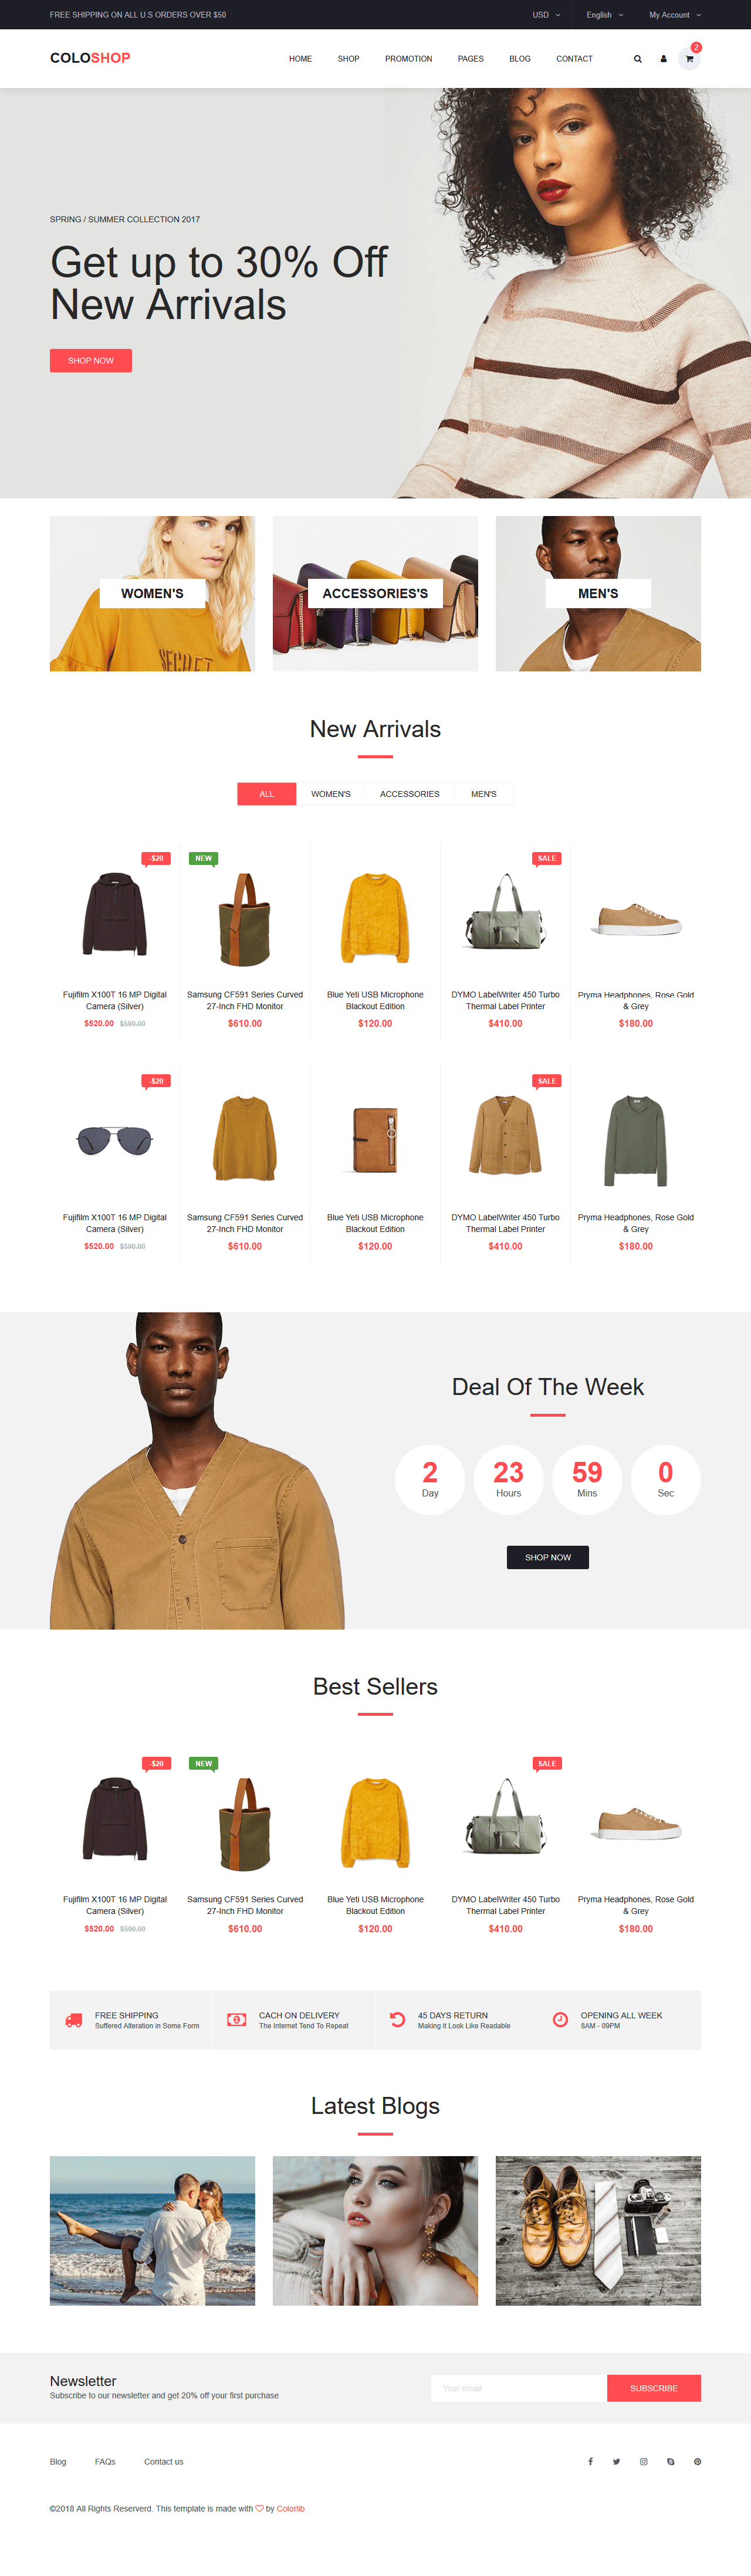 FREE SHIPPING ON ALL U.S ORDERS OVER $50
USD
English
My Account
COLOSHOP
HOME
SHOP
PROMOTION
PAGES
BLOG
CONTACT
2
SPRING / SUMMER COLLECTION 2017
Get up to 30% Off
New Arrivals
SHOP NOW
WOMEN'S
ACCESSORIES'S
MEN'S
SECRET
New Arrivals
ALL
WOMEN'S
ACCESSORIES
MEN'S
-$20
NEW
SALE
Fujifilm X100T 16 MP Digital
Camera (Silver)
$520.00 $590.00
Samsung CF591 Series Curved
27-Inch FHD Monitor
$610.00
Blue Yeti USB Microphone
Blackout Edition
$120.00
DYMO LabelWriter 450 Turbo
Thermal Label Printer
$410.00
Pryma Headphones, Rose Gold
& Grey
$180.00
-$20
SALE
Fujifilm X100T 16 MP Digital
Camera (Silver)
$520.00 $590.00
Samsung CF591 Series Curved
27-Inch FHD Monitor
$610.00
Blue Yeti USB Microphone
Blackout Edition
$120.00
DYMO LabelWriter 450 Turbo
Thermal Label Printer
$410.00
Pryma Headphones, Rose Gold
& Grey
$180.00
Deal Of The Week
2
Day
23
Hours
59
Mins
0
Sec
SHOP NOW
Best Sellers
-$20
NEW
SALE
Fujifilm X100T 16 MP Digital
Camera (Silver)
$520.00 $590.00
Samsung CF591 Series Curved
27-Inch FHD Monitor
$610.00
Blue Yeti USB Microphone
Blackout Edition
$120.00
DYMO LabelWriter 450 Turbo
Thermal Label Printer
$410.00
Pryma Headphones, Rose Gold
& Grey
$180.00
FREE SHIPPING
Suffered Alteration in Some Form
CACH ON DELIVERY
The Internet Tend To Repeat
45 DAYS RETURN
Making it Look Like Readable
OPENING ALL WEEK
8AM - 09PM
Latest Blogs
Newsletter
Subscribe to our newsletter and get 20% off your first purchase
Your email
SUBSCRIBE
Blog
FAQs
Contact us
©2018 All Rights Reserverd. This template is made with by Colorlib